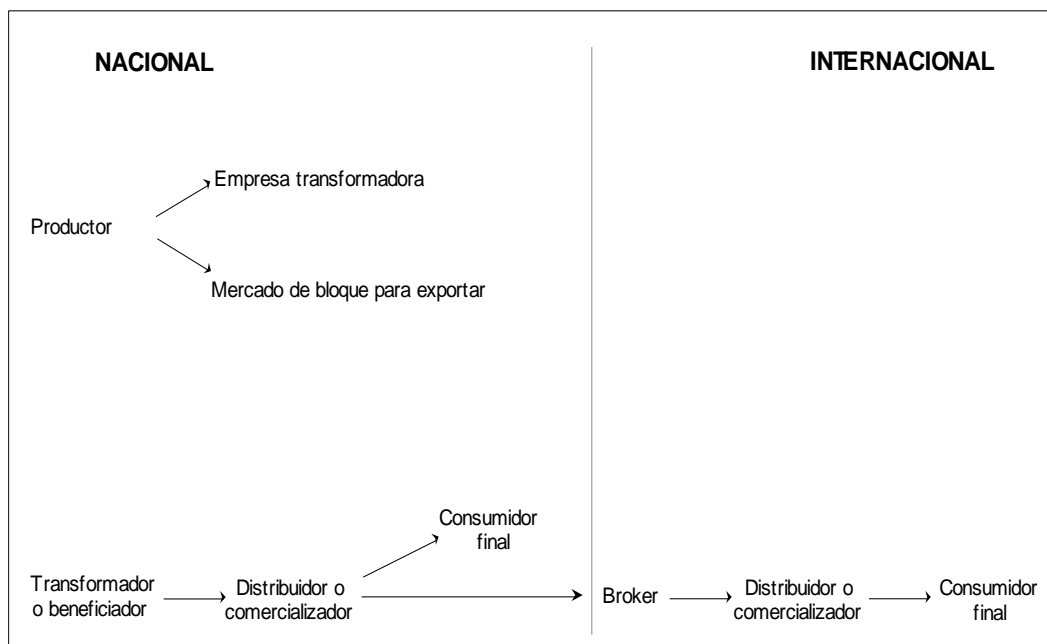 NACIONAL
INTERNACIONAL
Empresa transformadora
Productor
Mercado de bloque para exportar
Consumidor
final
Transformador
o beneficiador
Distribuidor o
comercializador
Broker
Distribuidor o
comercializador
Consumidor
final